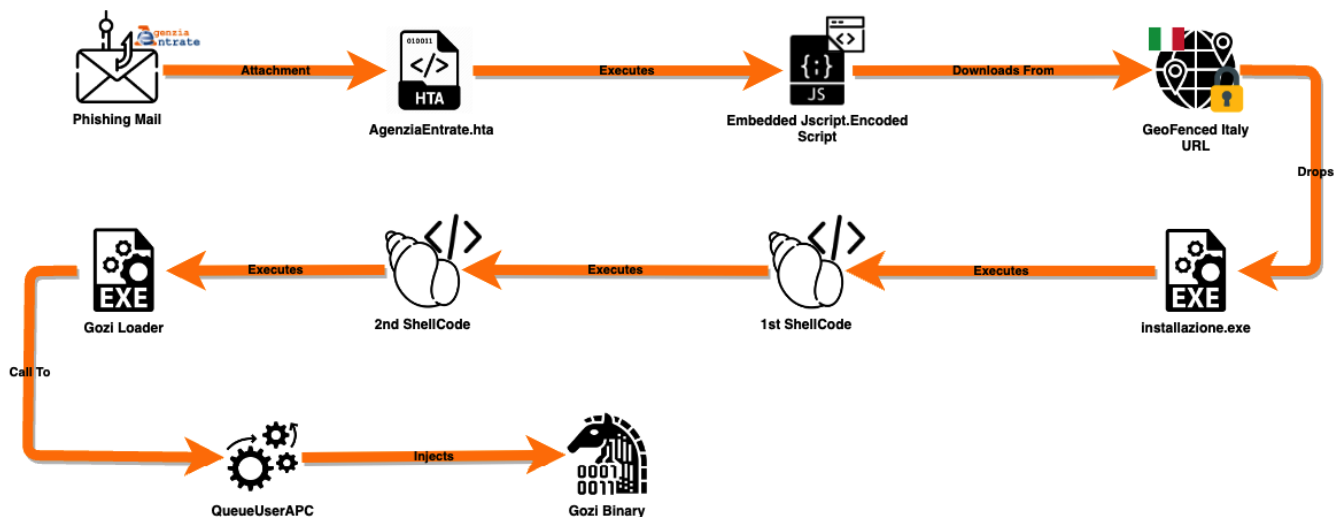 genzia
entrate
010011
</>
HTA
{;}
JS
</>
Attachment
Executes
Downloads From
Phishing Mail
AgenziaEntrate.hta
Embedded Jscript.Encoded
Script
GeoFenced Italy
URL
Drops
</>
</>
EXE
EXE
Executes
Executes
Executes
Gozi Loader
2nd ShellCode
1st ShellCode
installazione.exe
Call To
Injects
0001
0011
QueueUserAPC
Gozi Binary